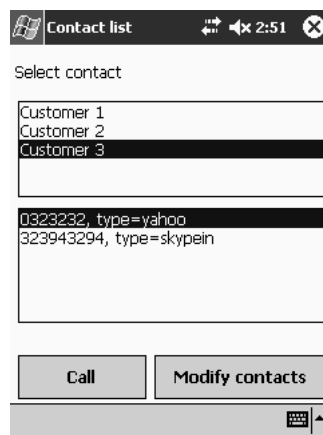 Contact list 2:51
Select contact
Customer 1
Customer 2
Customer 3
0323232, type=yahoo
323943294, type=skypein
Call Modify contacts